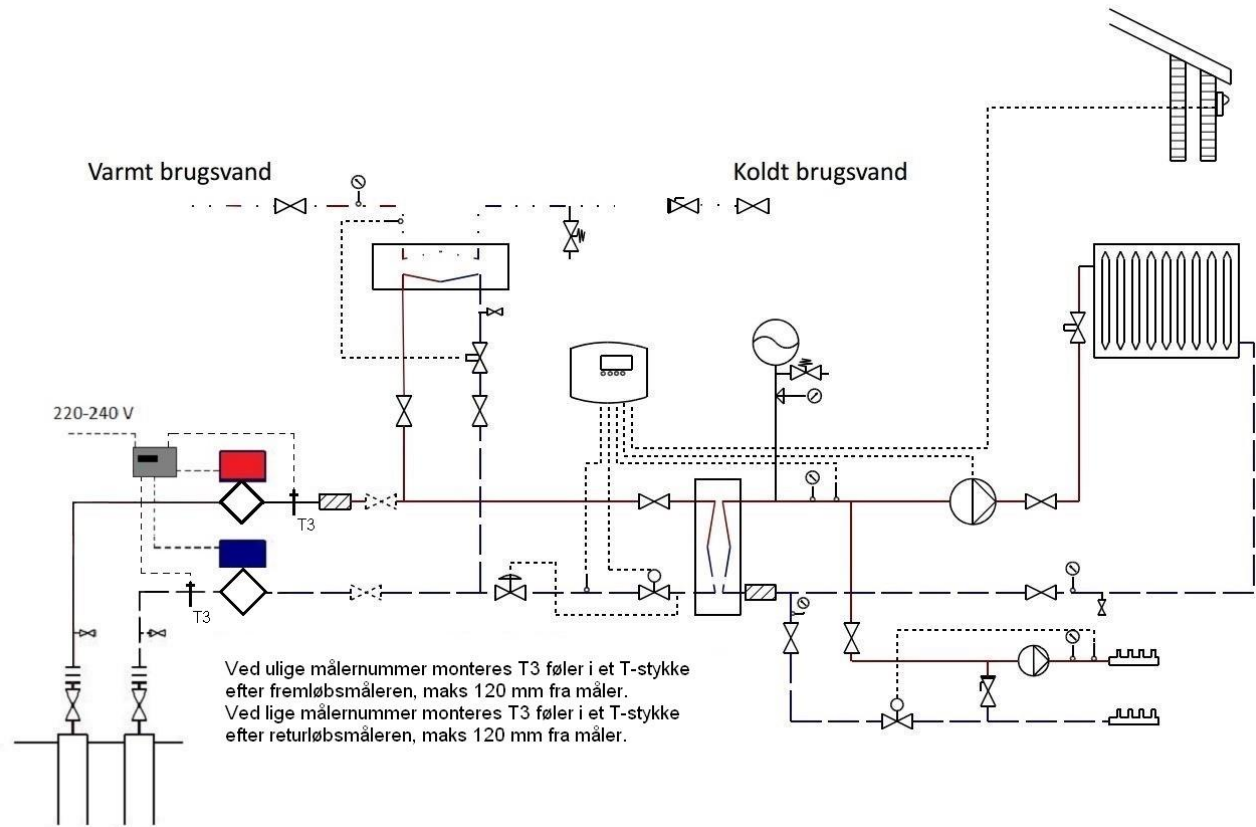 Varmt brugsvand
Koldt brugsvand
220-240 V
T3
T3
Ved ulige målernummer monteres T3 føler i et T-stykke
efter fremløbsmåleren, maks 120 mm fra måler.
Ved lige målernummer monteres T3 føler i et T-stykke
efter returløbsmåleren, maks 120 mm fra måler.